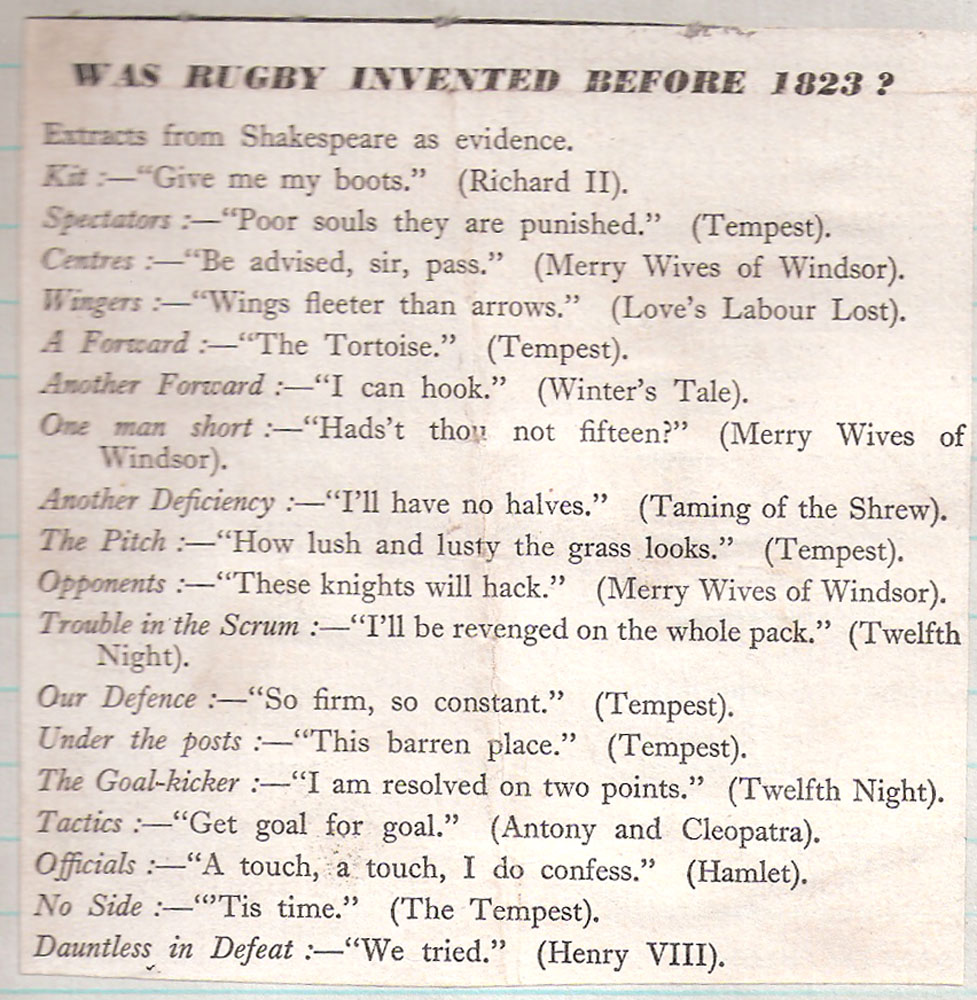 WAS RUGBY INVENTED BEFORE 1823 ?
Extracts from Shakespeare as evidence.
Kit :—“Give me my boots.” (Richard II).
Spectators :—“Poor souls they are punished.” (Tempest).
Centres :—“Be advised, sir, pass.” (Merry Wives of Windsor).
Wingers :—“Wings fleeter than arrows.” (Love’s Labour Lost).
A Forward :—“The Tortoise.” (Tempest).
Another Forward :—“I can hook.” (Winter’s Tale).
One man short :—“Hads’t thou not fifteen?” (Merry Wives of
Windsor).
Another Deficiency :—“I’ll have no halves.” (Taming of the Shrew).
The Pitch :—“How lush and lusty the grass looks.” (Tempest).
Opponents :—“These knights will hack.” (Merry Wives of Windsor).
Trouble in the Scrum :—“I’ll be revenged on the whole pack.” (Twelfth
Night).
Our Defence :—“So firm, so constant.” (Tempest).
Under the posts :—“This barren place.” (Tempest).
The Goal-kicker :—“I am resolved on two points.” (Twelfth Night).
Tactics :—“Get goal for goal.” (Antony and Cleopatra).
Officials :—“A touch, a touch, I do confess.” (Hamlet).
No Side :—“’Tis time.” (The Tempest).
Dauntless in Defeat :—“We tried.” (Henry VIII).